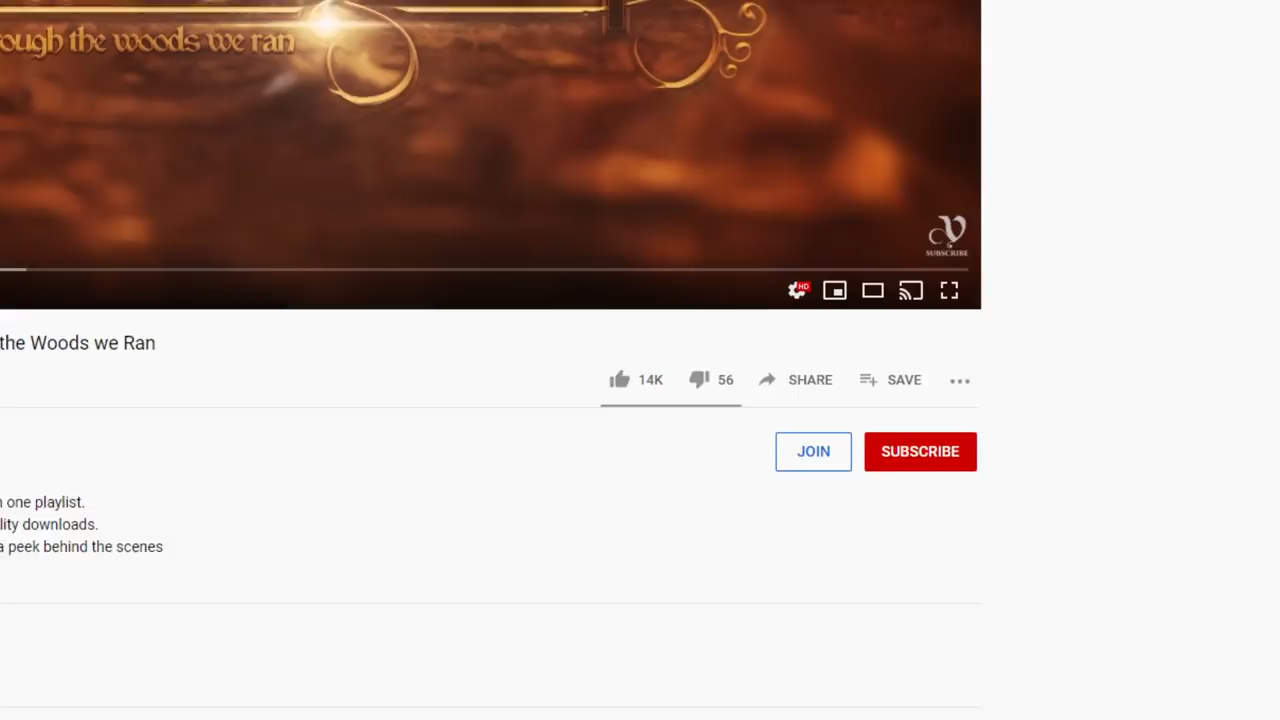 ough the woods we ran
SUBSCRIBE
HD
the Woods we Ran
14K
56
SHARE
SAVE
JOIN
SUBSCRIBE
one playlist.
lity downloads.
a peek behind the scenes